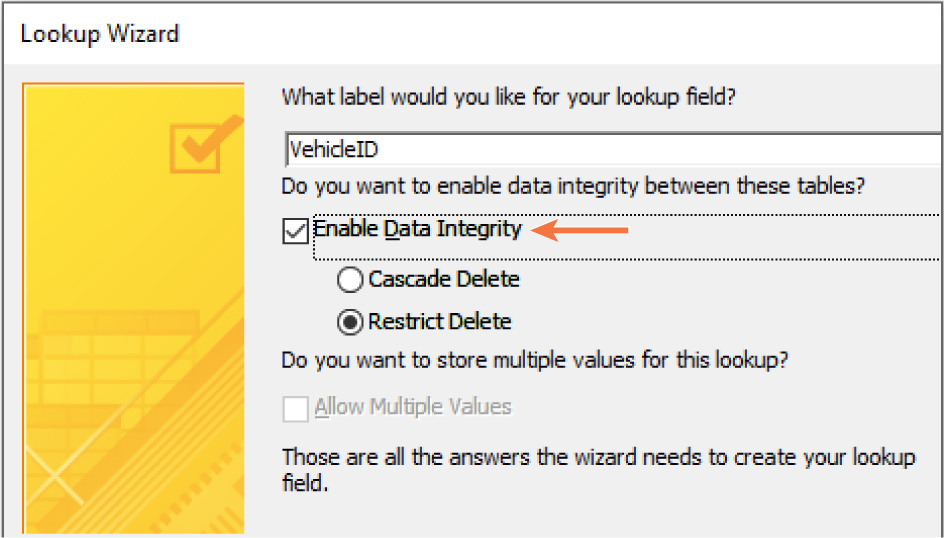 Lookup Wizard
What label would you like for your lookup field?
VehicleID
Do you want to enable data integrity between these tables?
Enable Data Integrity
Cascade Delete
Restrict Delete
Do you want to store multiple values for this lookup?
Allow Multiple Values
Those are all the answers the wizard needs to create your lookup
field.